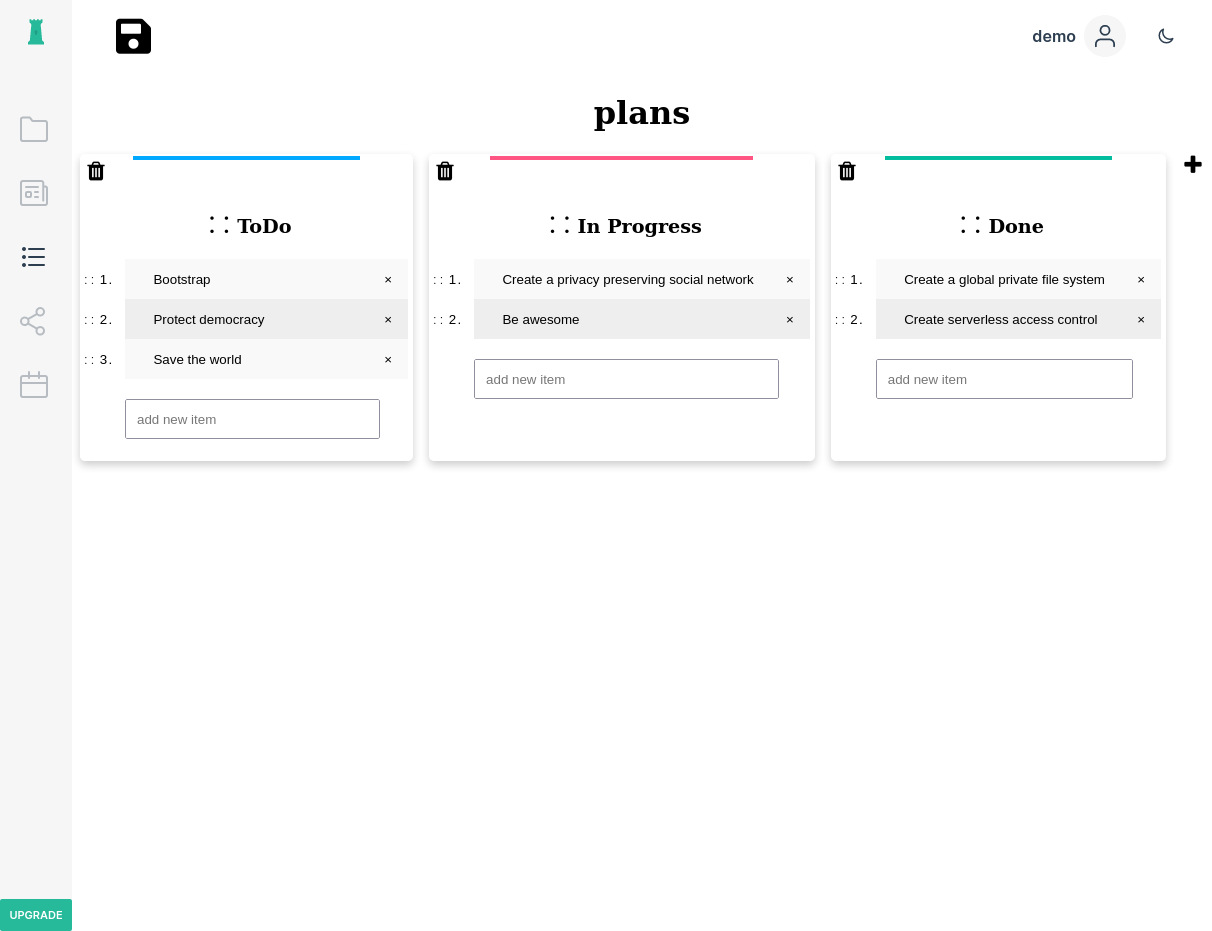 demo
plans
ToDo
:: 1. Bootstrap ×
:: 2. Protect democracy ×
:: 3. Save the world ×
add new item
In Progress
:: 1. Create a privacy preserving social network ×
:: 2. Be awesome ×
add new item
Done
:: 1. Create a global private file system ×
:: 2. Create serverless access control ×
add new item
UPGRADE